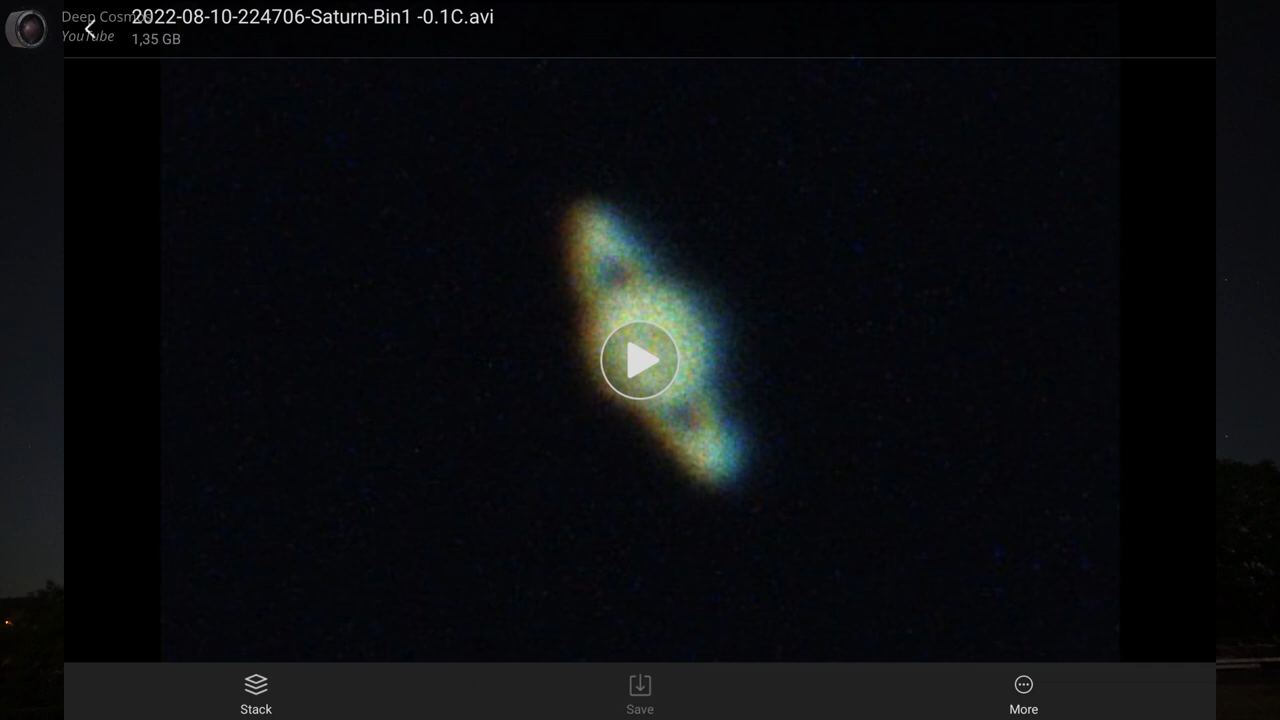 Deep Cosmos
YouTube
2022-08-10-224706-Saturn-Bin1 -0.1C.avi
1,35 GB
Stack
Save
More